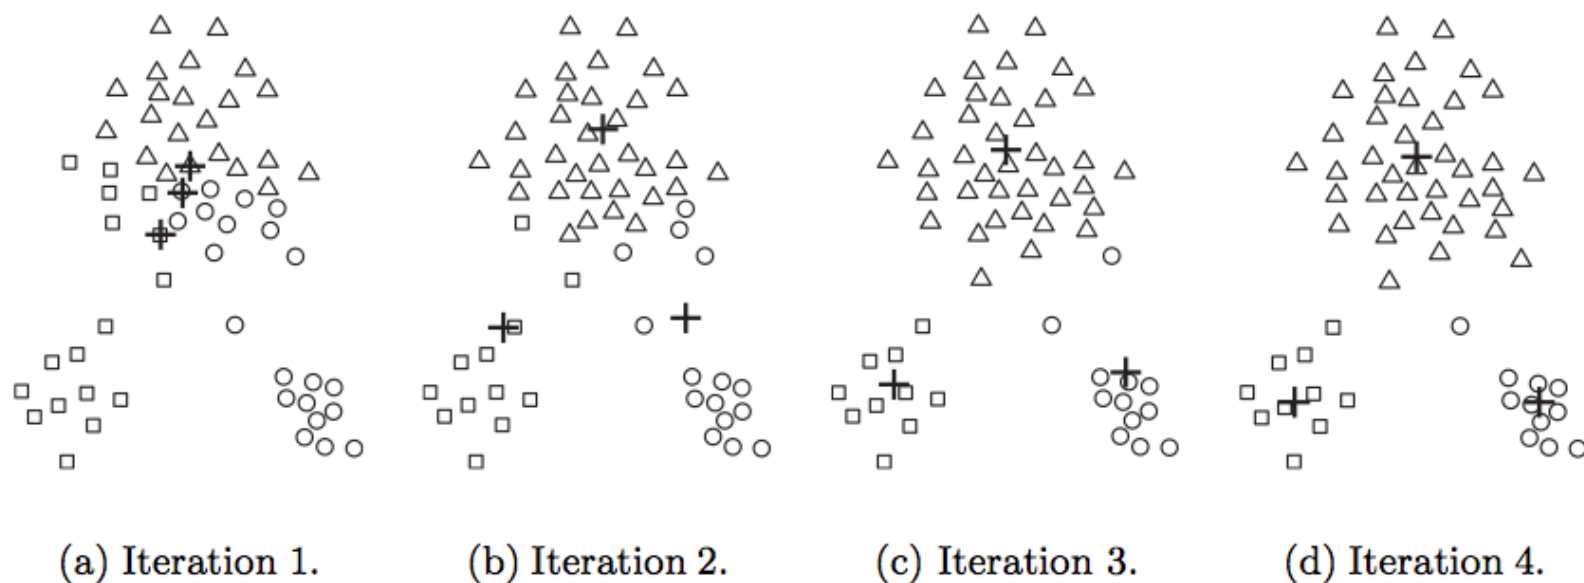 (a) Iteration 1.
(b) Iteration 2.
(c) Iteration 3.
(d) Iteration 4.